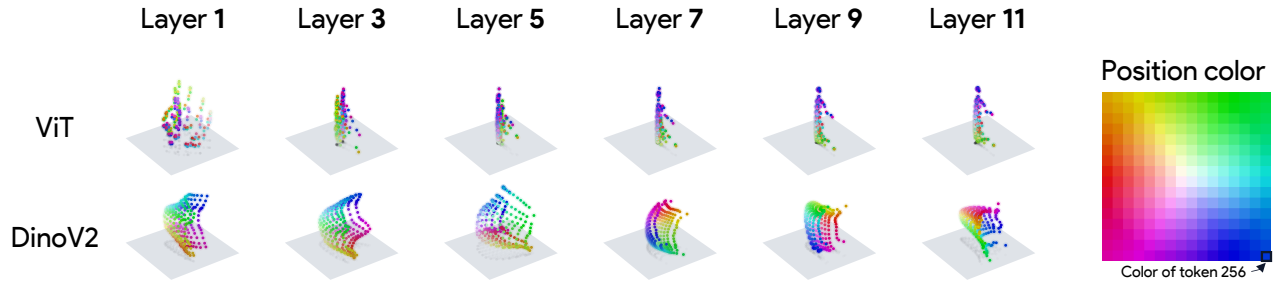 Layer 1 Layer 3 Layer 5 Layer 7 Layer 9 Layer 11
Position color
ViT
DinoV2
Color of token 256